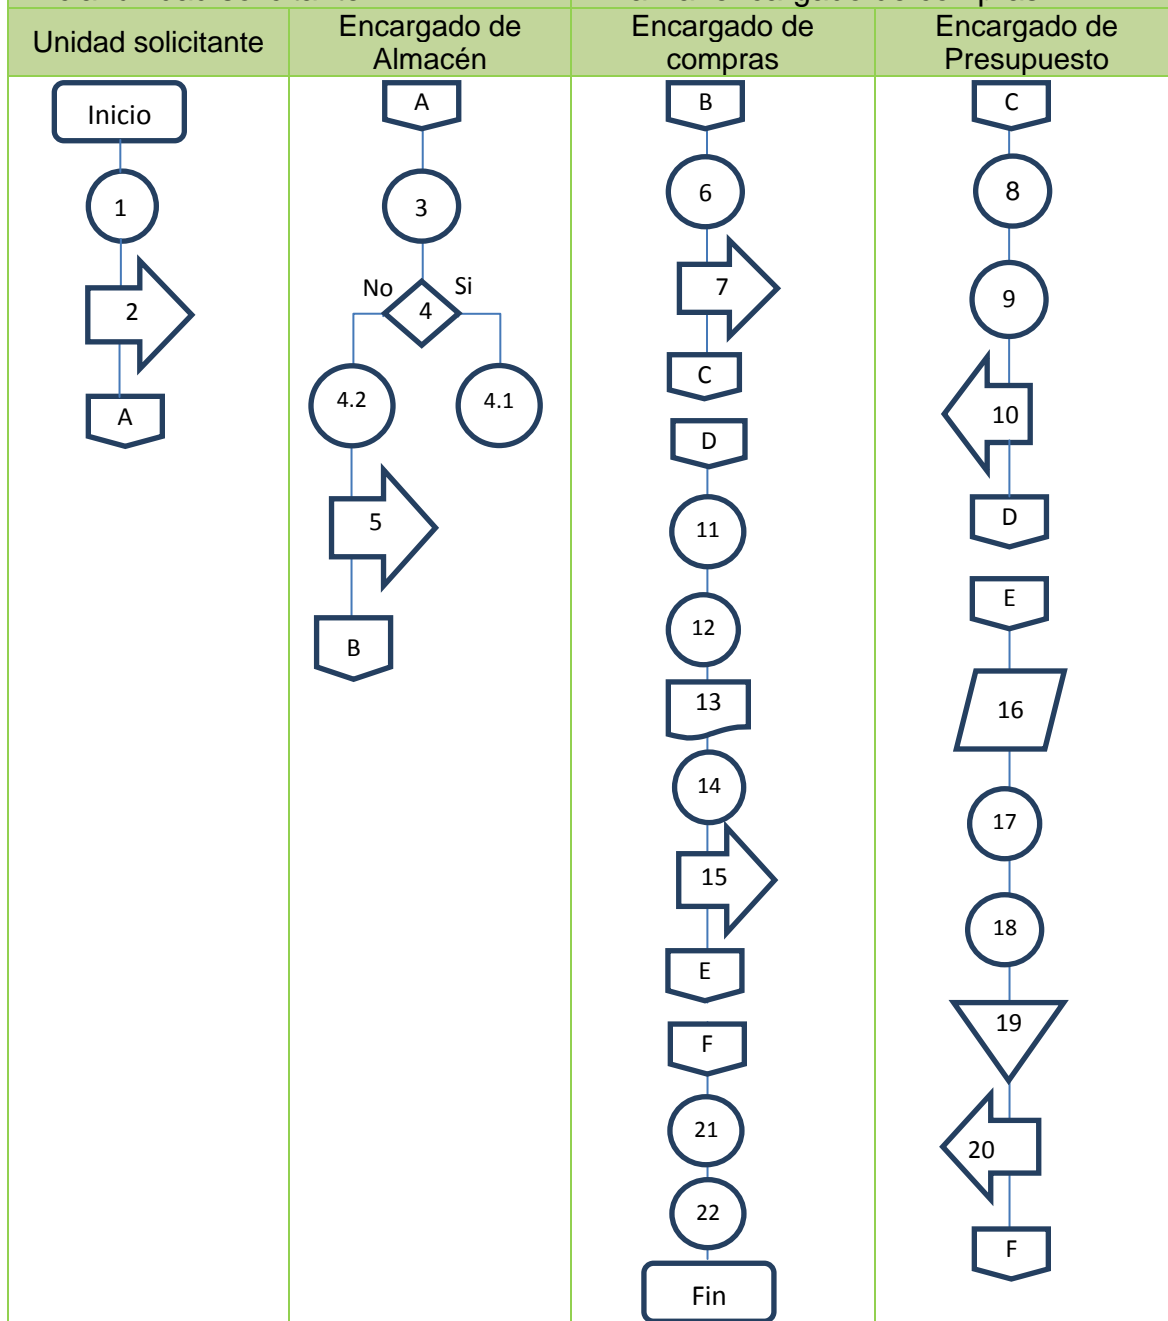 Unidad solicitante
Encargado de
Almacén
Encargado de
compras
Encargado de
Presupuesto
Inicio
1
2
A
A
3
No
Si
4
4.2
4.1
5
B
B
6
7
C
D
11
12
13
14
15
E
F
21
22
Fin
C
8
9
10
D
E
16
17
18
19
20
F